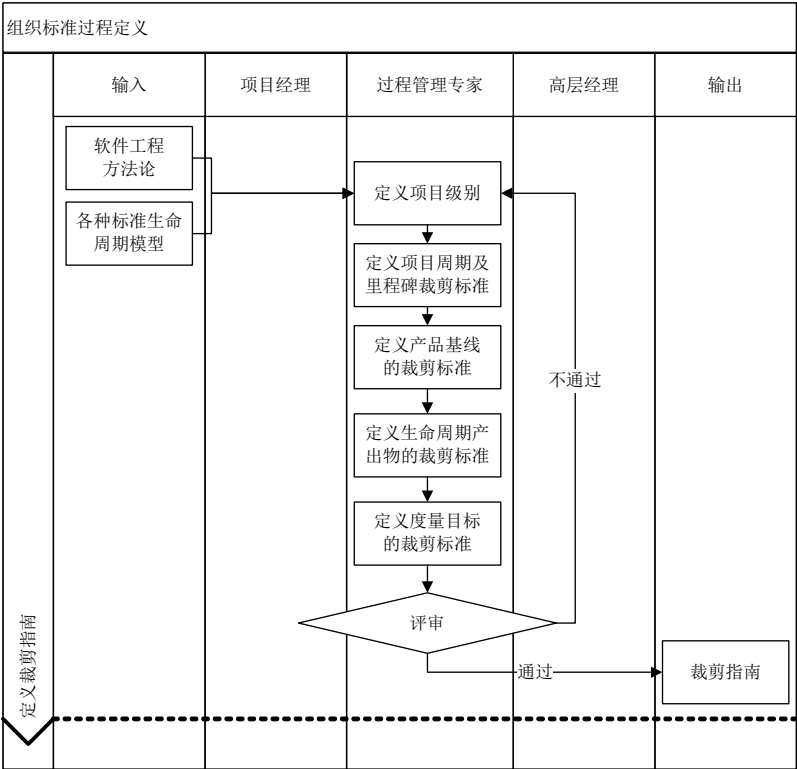 组织标准过程定义
输入
项目经理
过程管理专家
高层经理
输出
软件工程
方法论
各种标准生命
周期模型
定义项目级别
定义项目周期及
里程碑裁剪标准
定义产品基线
的裁剪标准
不通过
定义生命周期产
出物的裁剪标准
定义度量目标
的裁剪标准
评审
通过
裁剪指南
定义裁剪指南